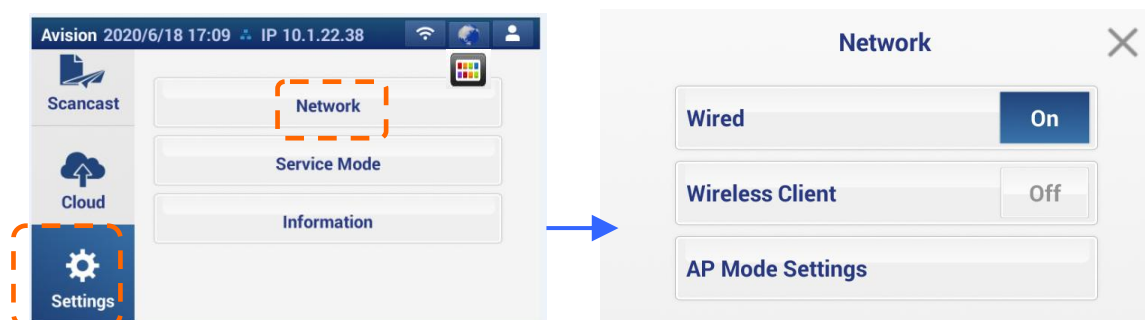 Avision 2020/6/18 17:09 IP 10.1.22.38
Scancast
Cloud
Settings
Network
Service Mode
Information
Network
Wired On
Wireless Client Off
AP Mode Settings